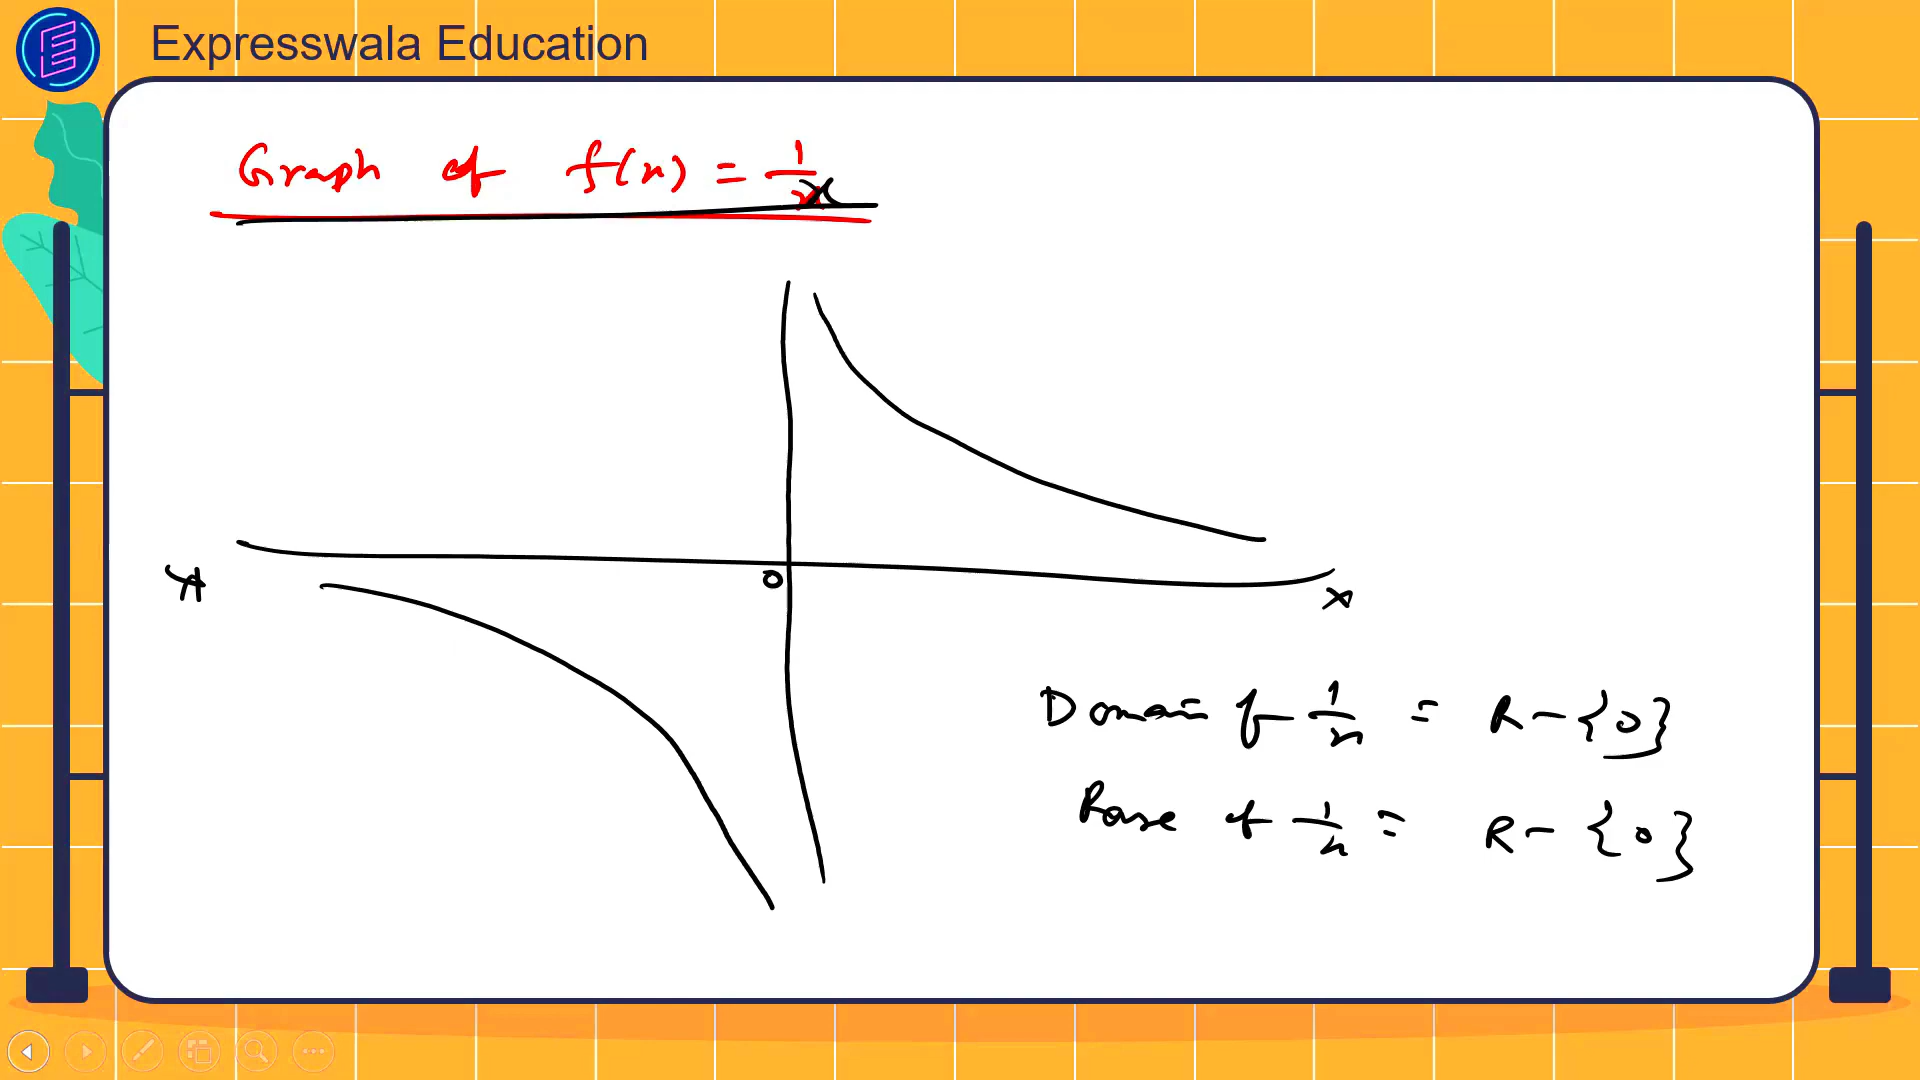 Expresswala Education
Graph of f(x) = 1/x
O
X
Domain of 1/x = R - {0}
Range of 1/x = R - {0}